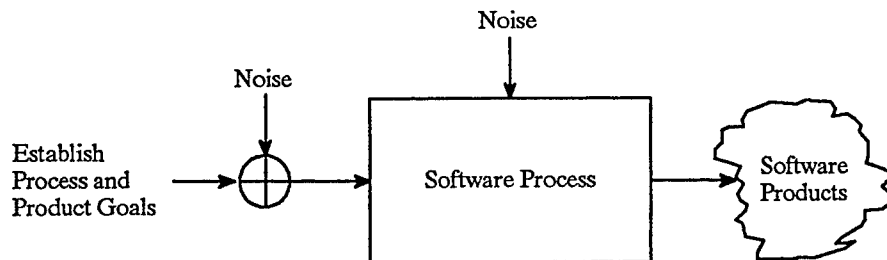 Noise
Noise
Establish
Process and
Product Goals
Software Process
Software
Products